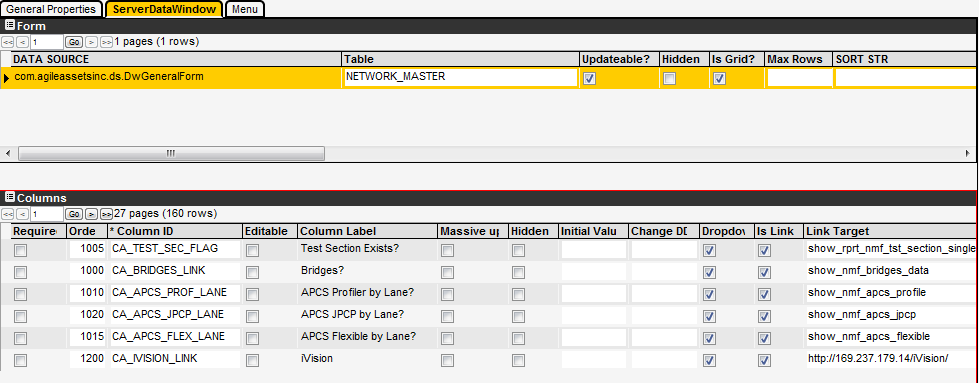 General Properties ServerDataWindow Menu
Form
<< < 1 Go > >> 1 pages (1 rows)
DATA SOURCE Table Updateable? Hidden Is Grid? Max Rows SORT STR
com.agileassetsinc.ds.DwGeneralForm NETWORK_MASTER
Columns
<< < 1 Go > >> 27 pages (160 rows)
Require Orde * Column ID Editable Column Label Massive up Hidden Initial Valu Change DD Dropdov Is Link Link Target
1005 CA_TEST_SEC_FLAG Test Section Exists? show_rprt_nmf_tst_section_single
1000 CA_BRIDGES_LINK Bridges? show_nmf_bridges_data
1010 CA_APCS_PROF_LANE APCS Profiler by Lane? show_nmf_apcs_profile
1020 CA_APCS_JPCP_LANE APCS JPCP by Lane? show_nmf_apcs_jpcp
1015 CA_APCS_FLEX_LANE APCS Flexible by Lane? show_nmf_apcs_flexible
1200 CA_IVISION_LINK iVision http://169.237.179.14/iVision/